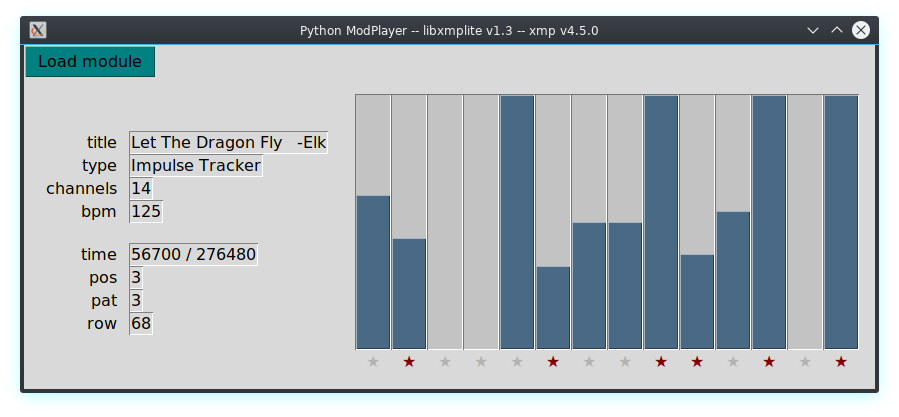 Python ModPlayer -- libxmplite v1.3 -- xmp v4.5.0
Load module
title Let The Dragon Fly   -Elk
type Impulse Tracker
channels 14
bpm 125
time 56700 / 276480
pos 3
pat 3
row 68